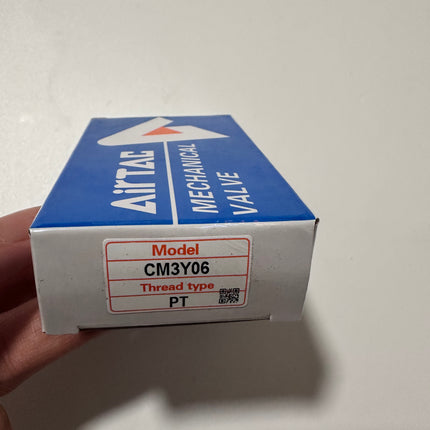 AirTAC
MECHANICAL
VALVE
Model
CM3Y06
Thread type
PT